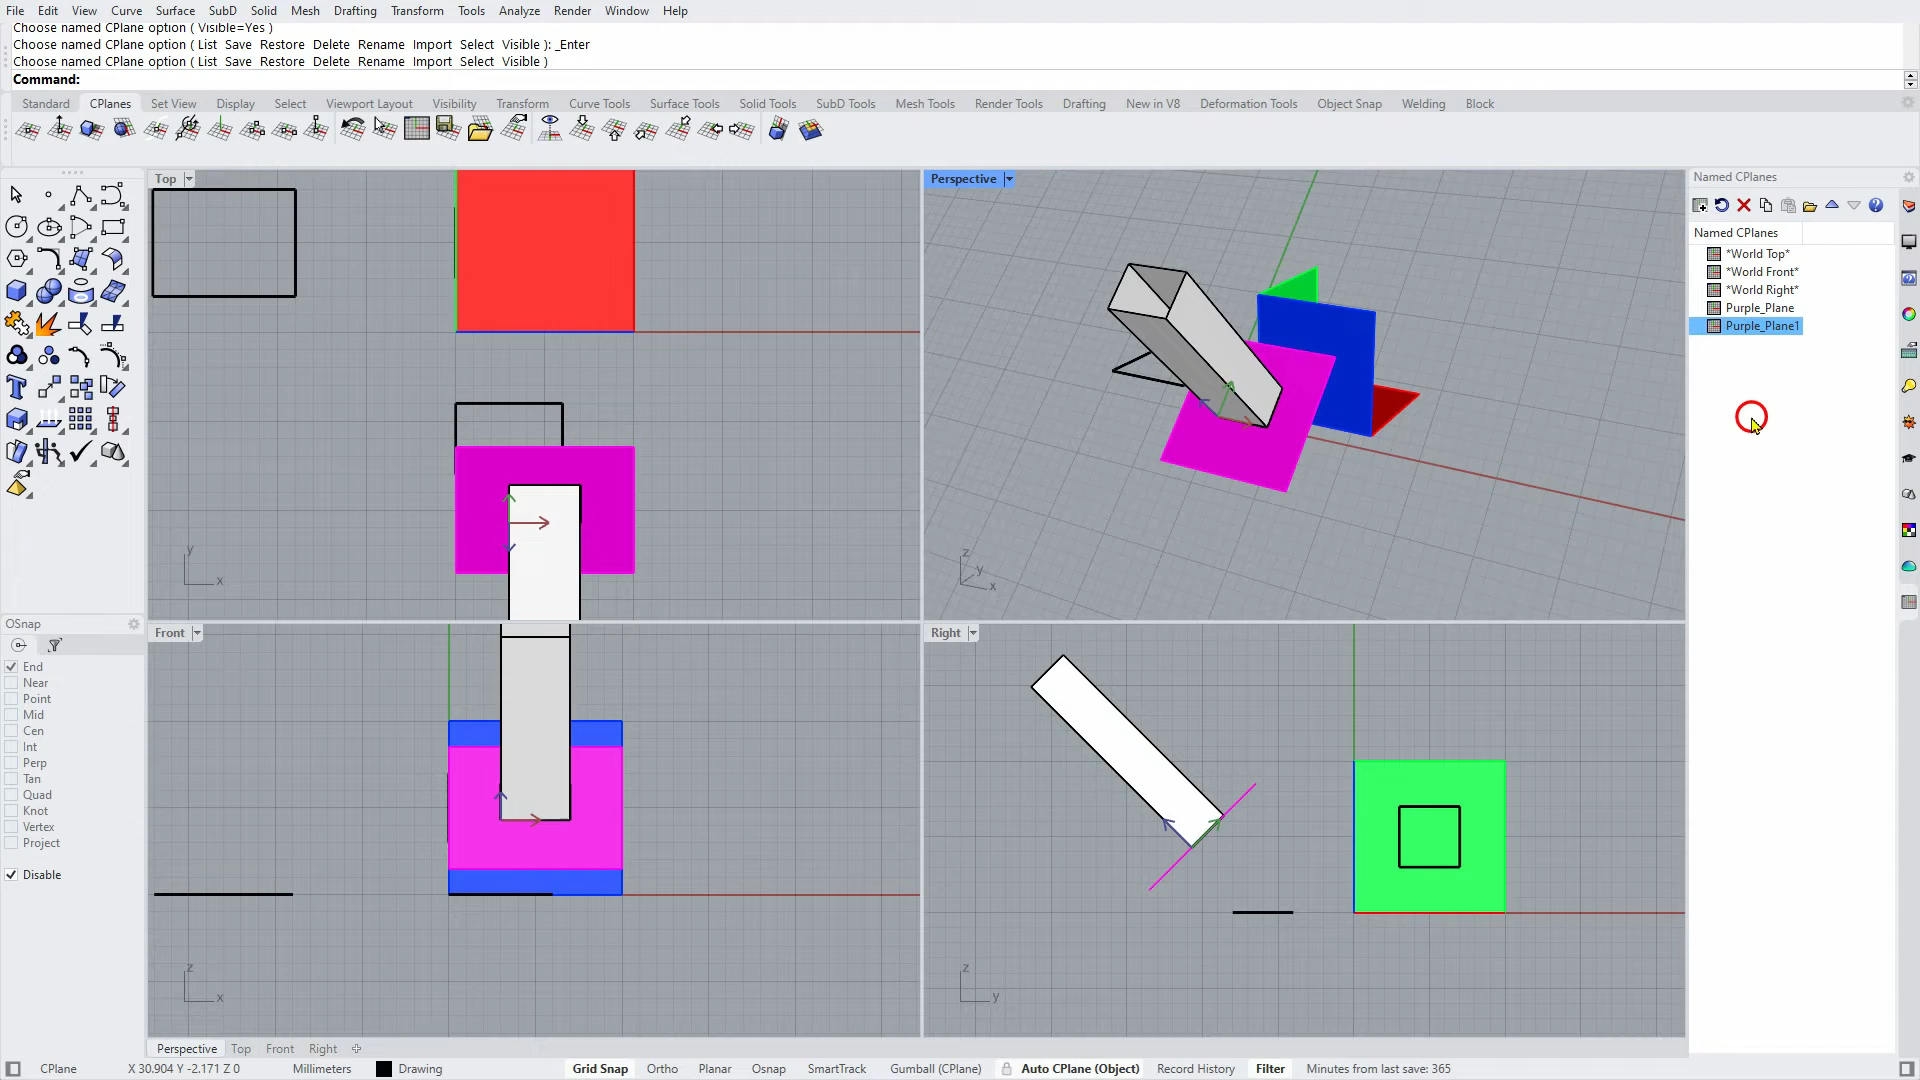 File Edit View Curve Surface SubD Solid Mesh Drafting Transform Tools Analyze Render Window Help
Choose named CPlane option ( Visible=Yes )
Choose named CPlane option ( List Save Restore Delete Rename Import Select Visible ): _Enter
Choose named CPlane option ( List Save Restore Delete Rename Import Select Visible )
Command:
Standard CPlanes Set View Display Select Viewport Layout Visibility Transform Curve Tools Surface Tools Solid Tools SubD Tools Mesh Tools Render Tools Drafting New in V8 Deformation Tools Object Snap Welding Block
Top
y
x
Perspective
z
y
x
Named CPlanes
Named CPlanes
*World Top*
*World Front*
*World Right*
Purple_Plane
Purple_Plane1
OSnap
End
Near
Point
Mid
Cen
Int
Perp
Tan
Quad
Knot
Vertex
Project
Disable
Front
z
x
Right
z
y
Perspective Top Front Right
CPlane X 30.904 Y -2.171 Z 0 Millimeters Drawing Grid Snap Ortho Planar Osnap SmartTrack Gumball (CPlane) Auto CPlane (Object) Record History Filter Minutes from last save: 365